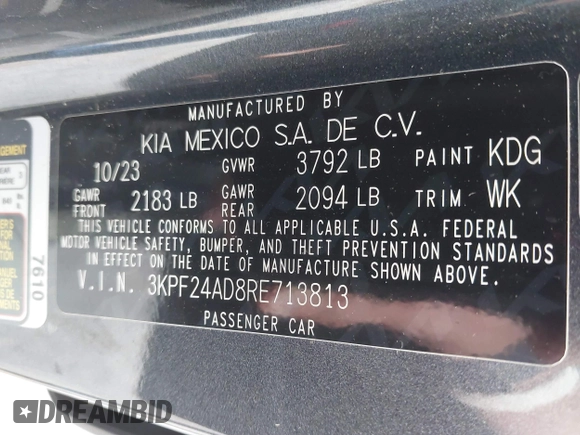 MANUFACTURED BY
KIA MEXICO S.A. DE C.V.
10/23 GVWR 3792 LB PAINT KDG
GAWR FRONT 2183 LB GAWR REAR 2094 LB TRIM WK
THIS VEHICLE CONFORMS TO ALL APPLICABLE U.S.A. FEDERAL
MOTOR VEHICLE SAFETY, BUMPER, AND THEFT PREVENTION STANDARDS
IN EFFECT ON THE DATE OF MANUFACTURE SHOWN ABOVE.
V.I.N. 3KPF24AD8RE713813
PASSENGER CAR
7610
DREAMBID